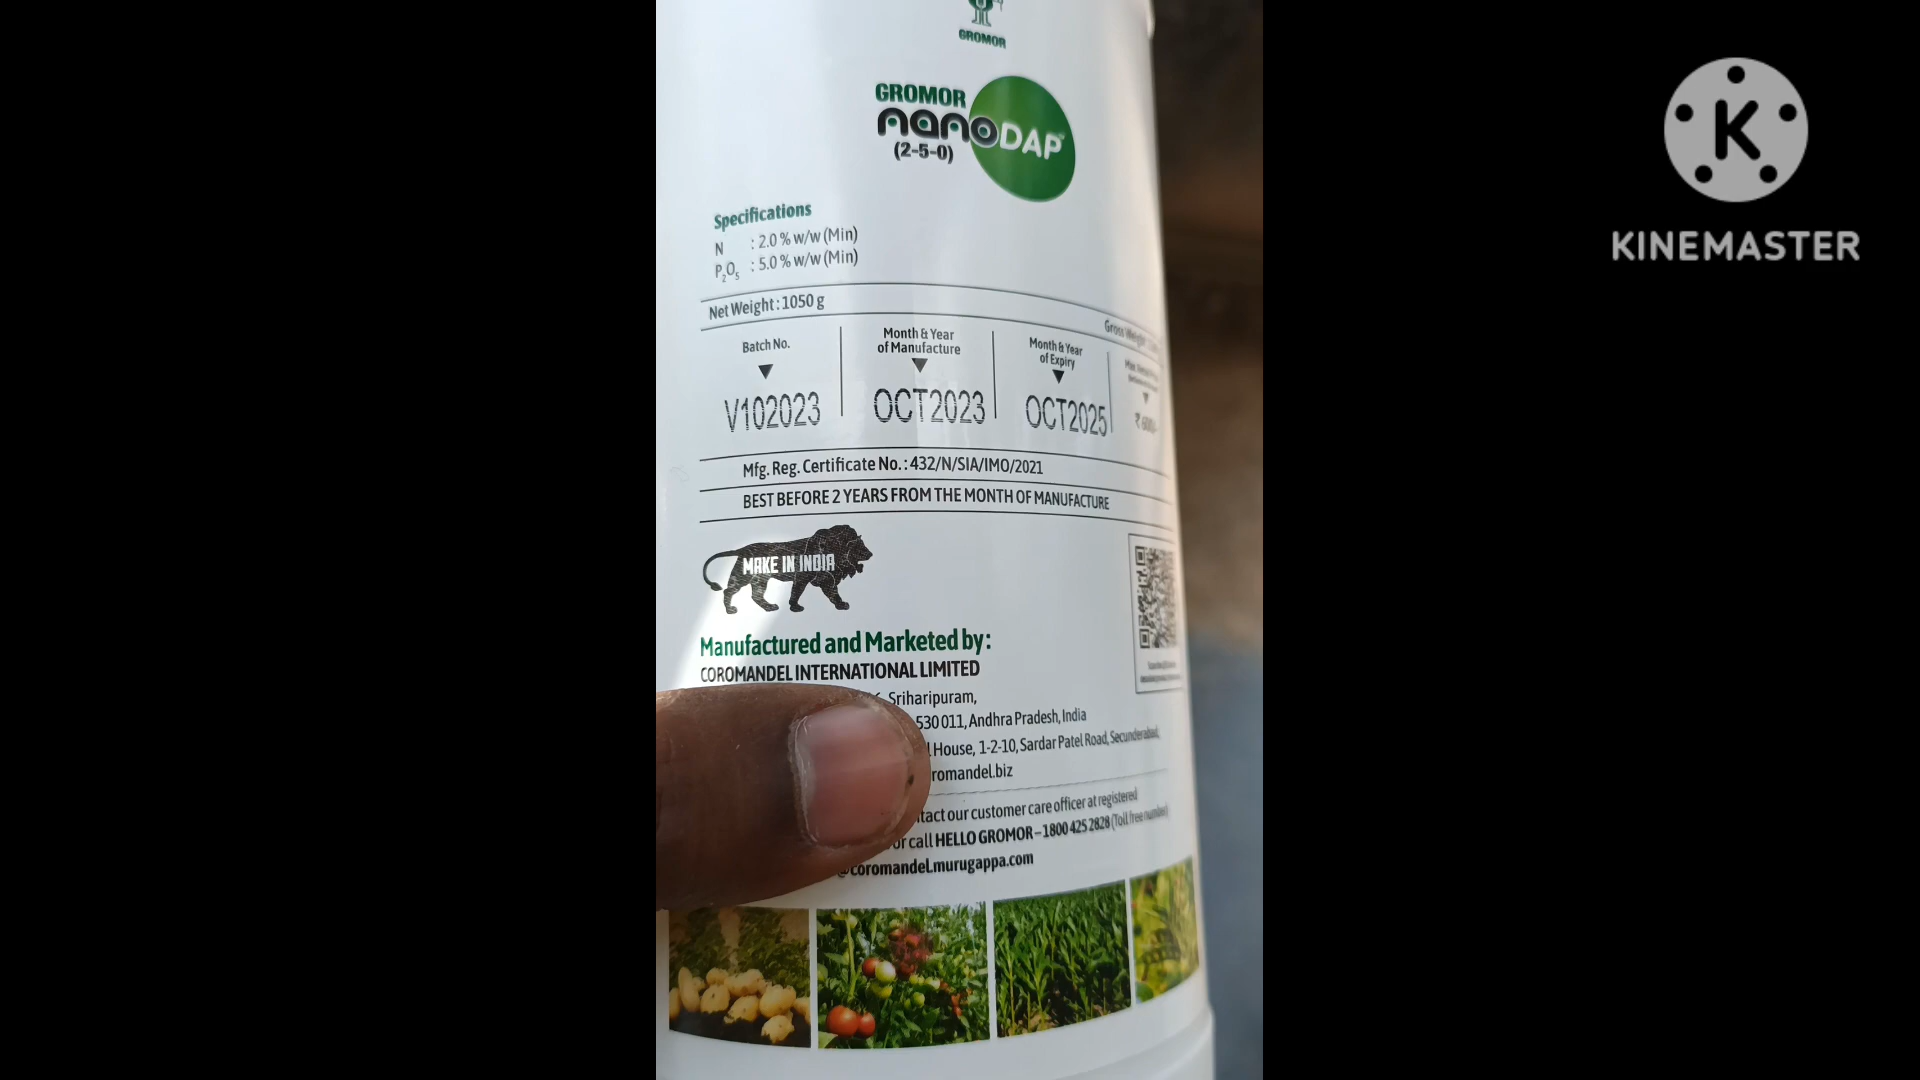 GROMOR
GROMOR
nanoDAP
(2-5-0)
Specifications
N : 2.0 % w/w (Min)
P2O5 : 5.0 % w/w (Min)
Net Weight : 1050 g
Gross Weight
Batch No.
V102023
Month & Year
of Manufacture
OCT2023
Month & Year
of Expiry
OCT2025
Mfg. Reg. Certificate No. : 432/N/SIA/IMO/2021
BEST BEFORE 2 YEARS FROM THE MONTH OF MANUFACTURE
MAKE IN INDIA
Manufactured and Marketed by:
COROMANDEL INTERNATIONAL LIMITED
Sriharipuram,
530 011, Andhra Pradesh, India
House, 1-2-10, Sardar Patel Road, Secunderabad,
romandel.biz
tact our customer care officer at registered
or call HELLO GROMOR – 1800 425 2828 (Toll free number)
@coromandel.murugappa.com
K
KINEMASTER